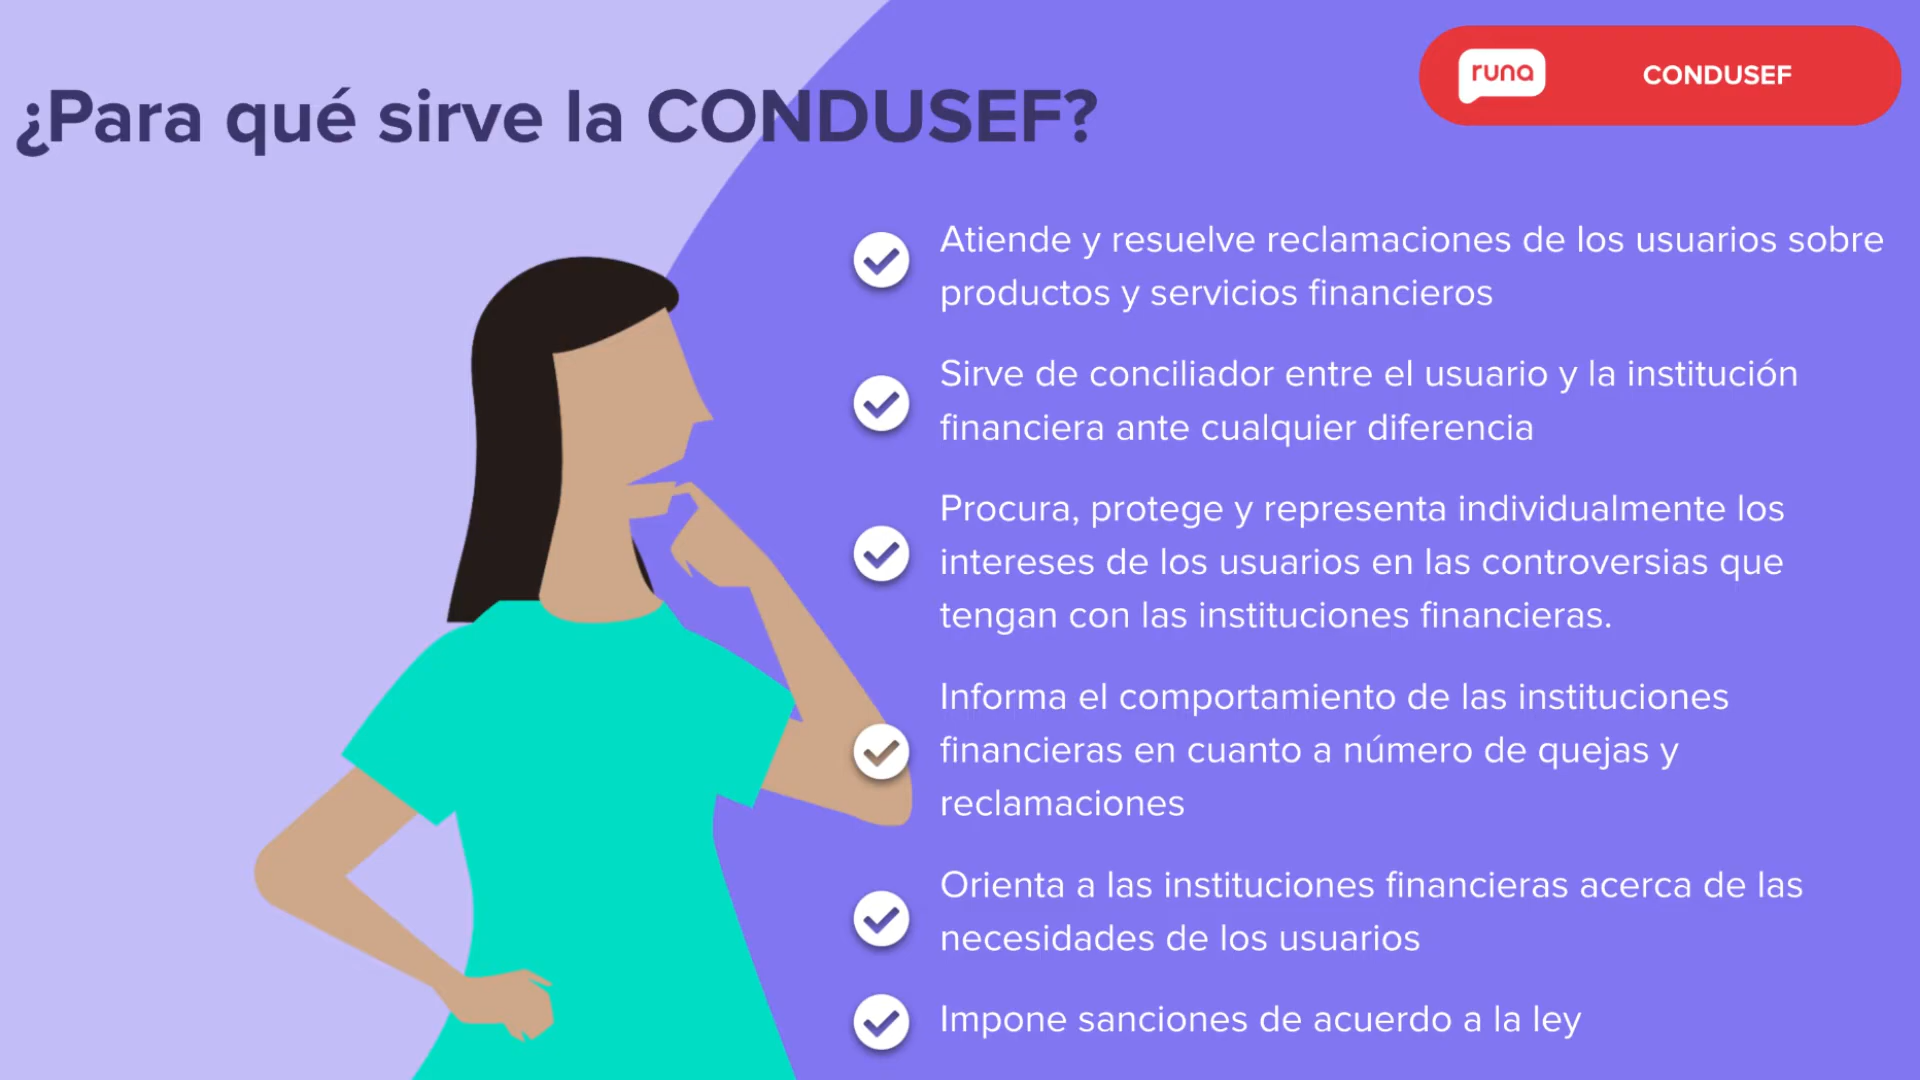 runa
CONDUSEF
¿Para qué sirve la CONDUSEF?
Atiende y resuelve reclamaciones de los usuarios sobre
productos y servicios financieros
Sirve de conciliador entre el usuario y la institución
financiera ante cualquier diferencia
Procura, protege y representa individualmente los
intereses de los usuarios en las controversias que
tengan con las instituciones financieras.
Informa el comportamiento de las instituciones
financieras en cuanto a número de quejas y
reclamaciones
Orienta a las instituciones financieras acerca de las
necesidades de los usuarios
Impone sanciones de acuerdo a la ley